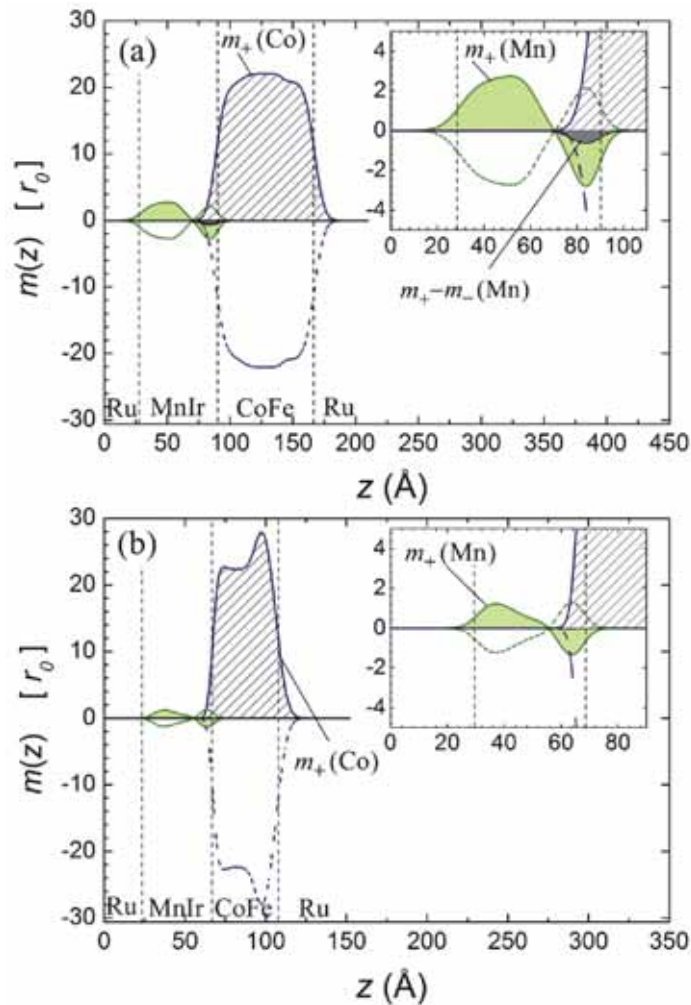 (a)
m₊(Co)
m₊(Mn)
m₊−m₋(Mn)
m(z) [r₀]
30
20
10
0
-10
-20
-30
4
2
0
-2
-4
0 20 40 60 80 100
Ru MnIr CoFe Ru
0 50 100 150 200 250 300 350 400 450
z (Å)
(b)
m₊(Mn)
m₊(Co)
m(z) [r₀]
30
20
10
0
-10
-20
-30
4
2
0
-2
-4
0 20 40 60 80
Ru MnIr CoFe Ru
0 50 100 150 200 250 300 350
z (Å)